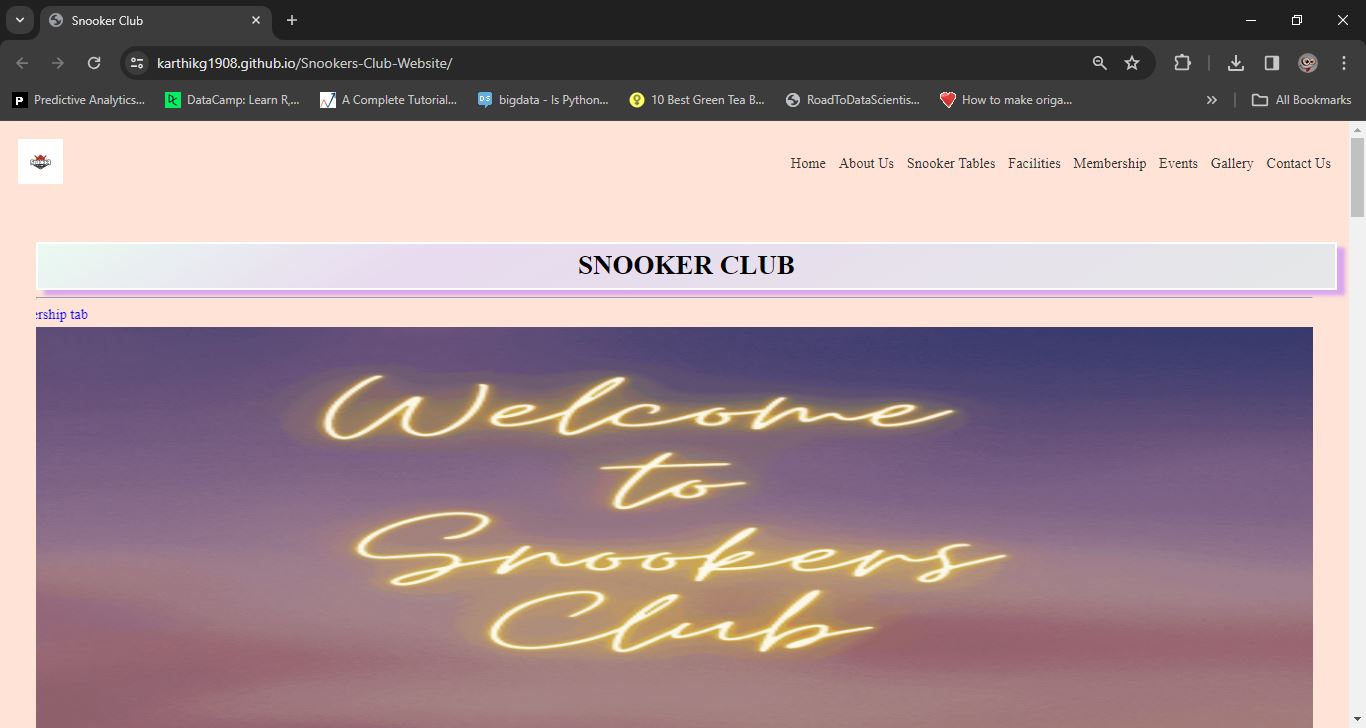 Snooker Club
karthikg1908.github.io/Snookers-Club-Website/
Predictive Analytics... DataCamp: Learn R,... A Complete Tutorial... bigdata - Is Python... 10 Best Green Tea B... RoadToDataScientis... How to make origa... » All Bookmarks
Home About Us Snooker Tables Facilities Membership Events Gallery Contact Us
SNOOKER CLUB
ership tab
Welcome
to
Snookers
Club